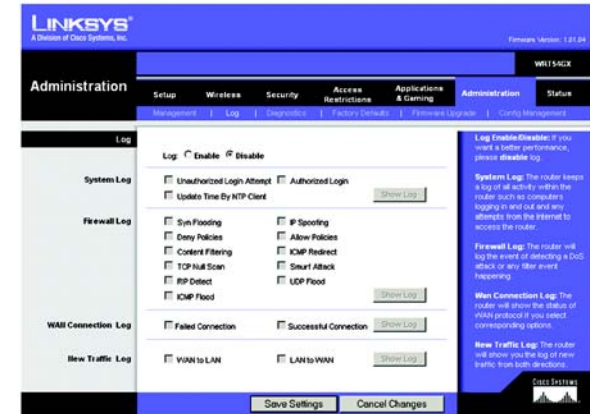 LINKSYS®
A Division of Cisco Systems, Inc.
Firmware Version: 1.01.04
WRT54GX
Administration
Setup Wireless Security Access Restrictions Applications & Gaming Administration Status
Management | Log | Diagnostics | Factory Defaults | Firmware Upgrade | Config Management
Log
Log: Enable Disable
System Log
Unauthorized Login Attempt Authorized Login
Update Time By NTP Client Show Log
Firewall Log
Syn Flooding IP Spoofing
Deny Policies Allow Policies
Content Filtering ICMP Redirect
TCP Null Scan Smurf Attack
RIP Detect UDP Flood
ICMP Flood Show Log
WAN Connection Log
Failed Connection Successful Connection Show Log
New Traffic Log
WAN to LAN LAN to WAN Show Log
Log Enable/Disable: If you
want a better performance,
please disable log.
System Log: The router keeps
a log of all activity within the
router such as computers
logging in and out and any
attempts from the Internet to
access the router.
Firewall Log: The router will
log the event of detecting a DoS
attack or any filter event
happening.
Wan Connection Log: The
router will show the status of
WAN protocol if you select
corresponding options.
New Traffic Log: The router
will show you the log of new
traffic from both directions.
Save Settings Cancel Changes
CISCO SYSTEMS